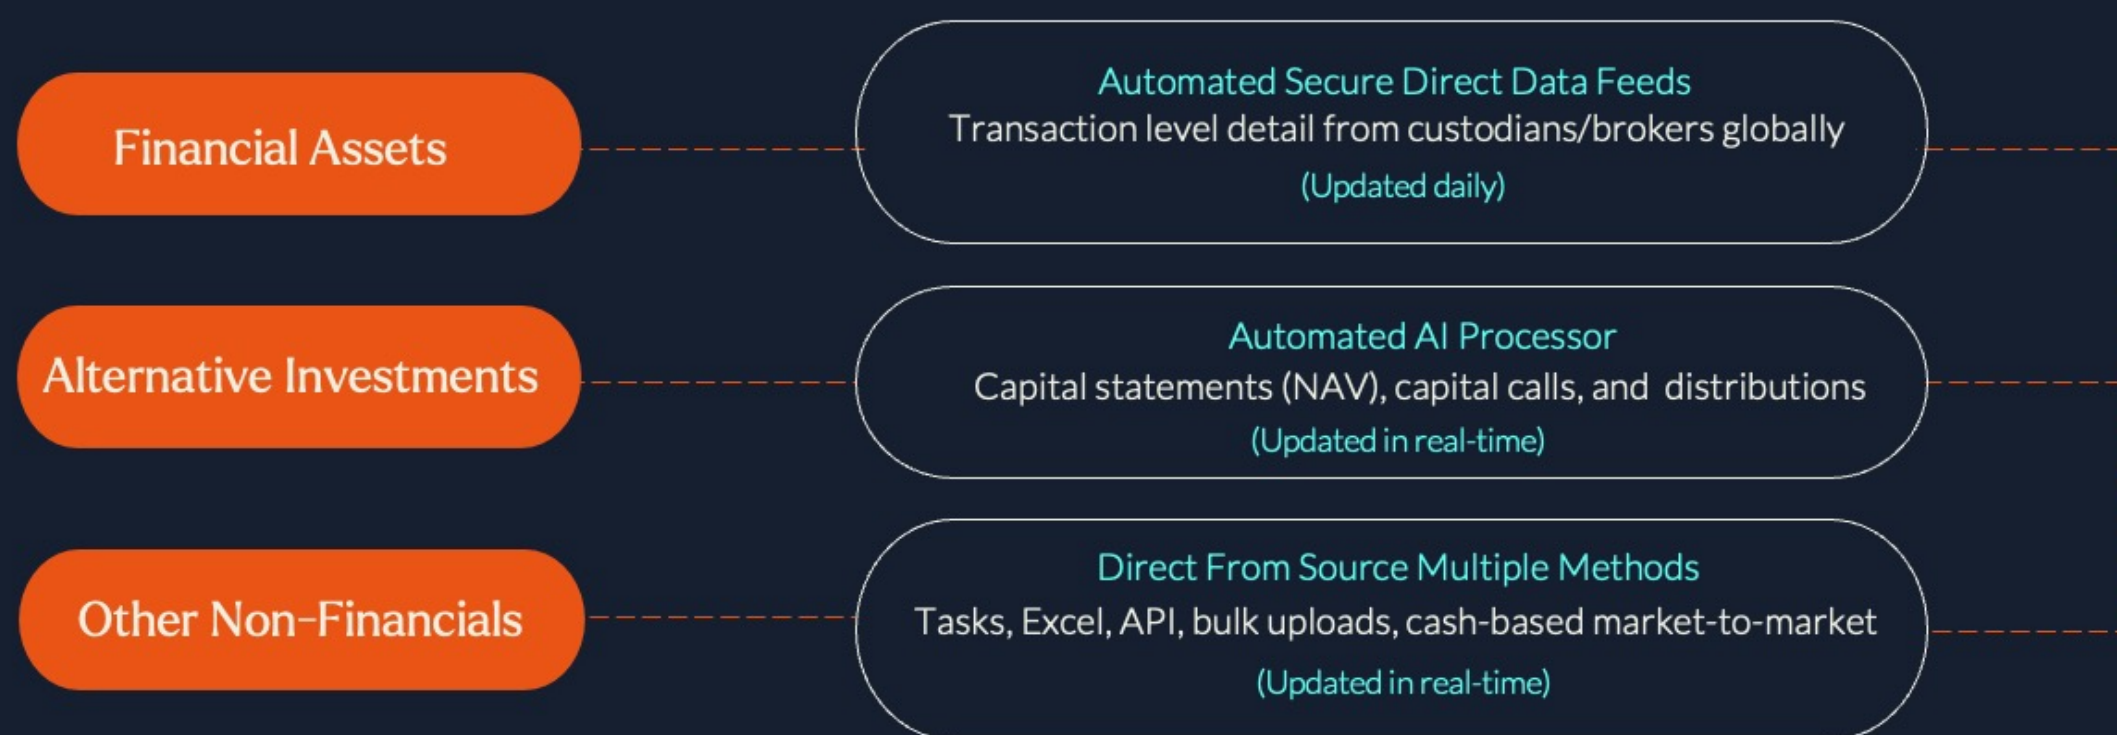 Financial Assets
Automated Secure Direct Data Feeds
Transaction level detail from custodians/brokers globally
(Updated daily)
Alternative Investments
Automated AI Processor
Capital statements (NAV), capital calls, and distributions
(Updated in real-time)
Other Non-Financials
Direct From Source Multiple Methods
Tasks, Excel, API, bulk uploads, cash-based market-to-market
(Updated in real-time)